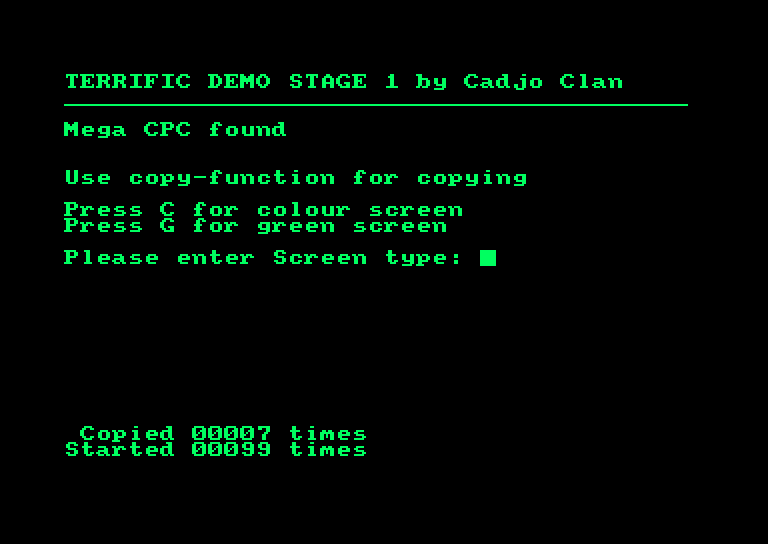 TERRIFIC DEMO STAGE 1 by Cadjo Clan
Mega CPC found
Use copy-function for copying
Press C for colour screen
Press G for green screen
Please enter Screen type:
Copied 00007 times
Started 00099 times